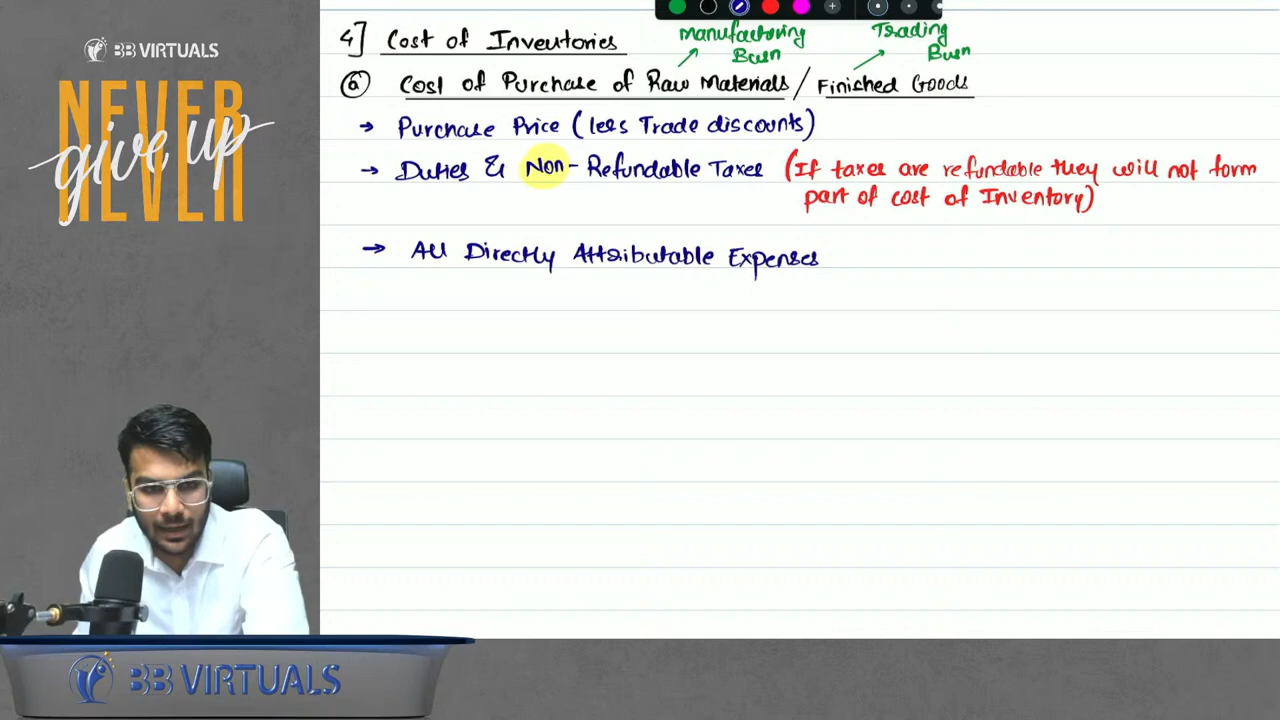 BB VIRTUALS
NEVER
give up
NEVER
4] Cost of Inventories
Manufacturing Busn
Trading Busn
(a) Cost of Purchase of Raw Materials / Finished Goods
→ Purchase Price (less Trade discounts)
→ Duties & Non-Refundable Taxes (If taxes are refundable they will not form
part of cost of Inventory)
→ All Directly Attributable Expenses
BB VIRTUALS